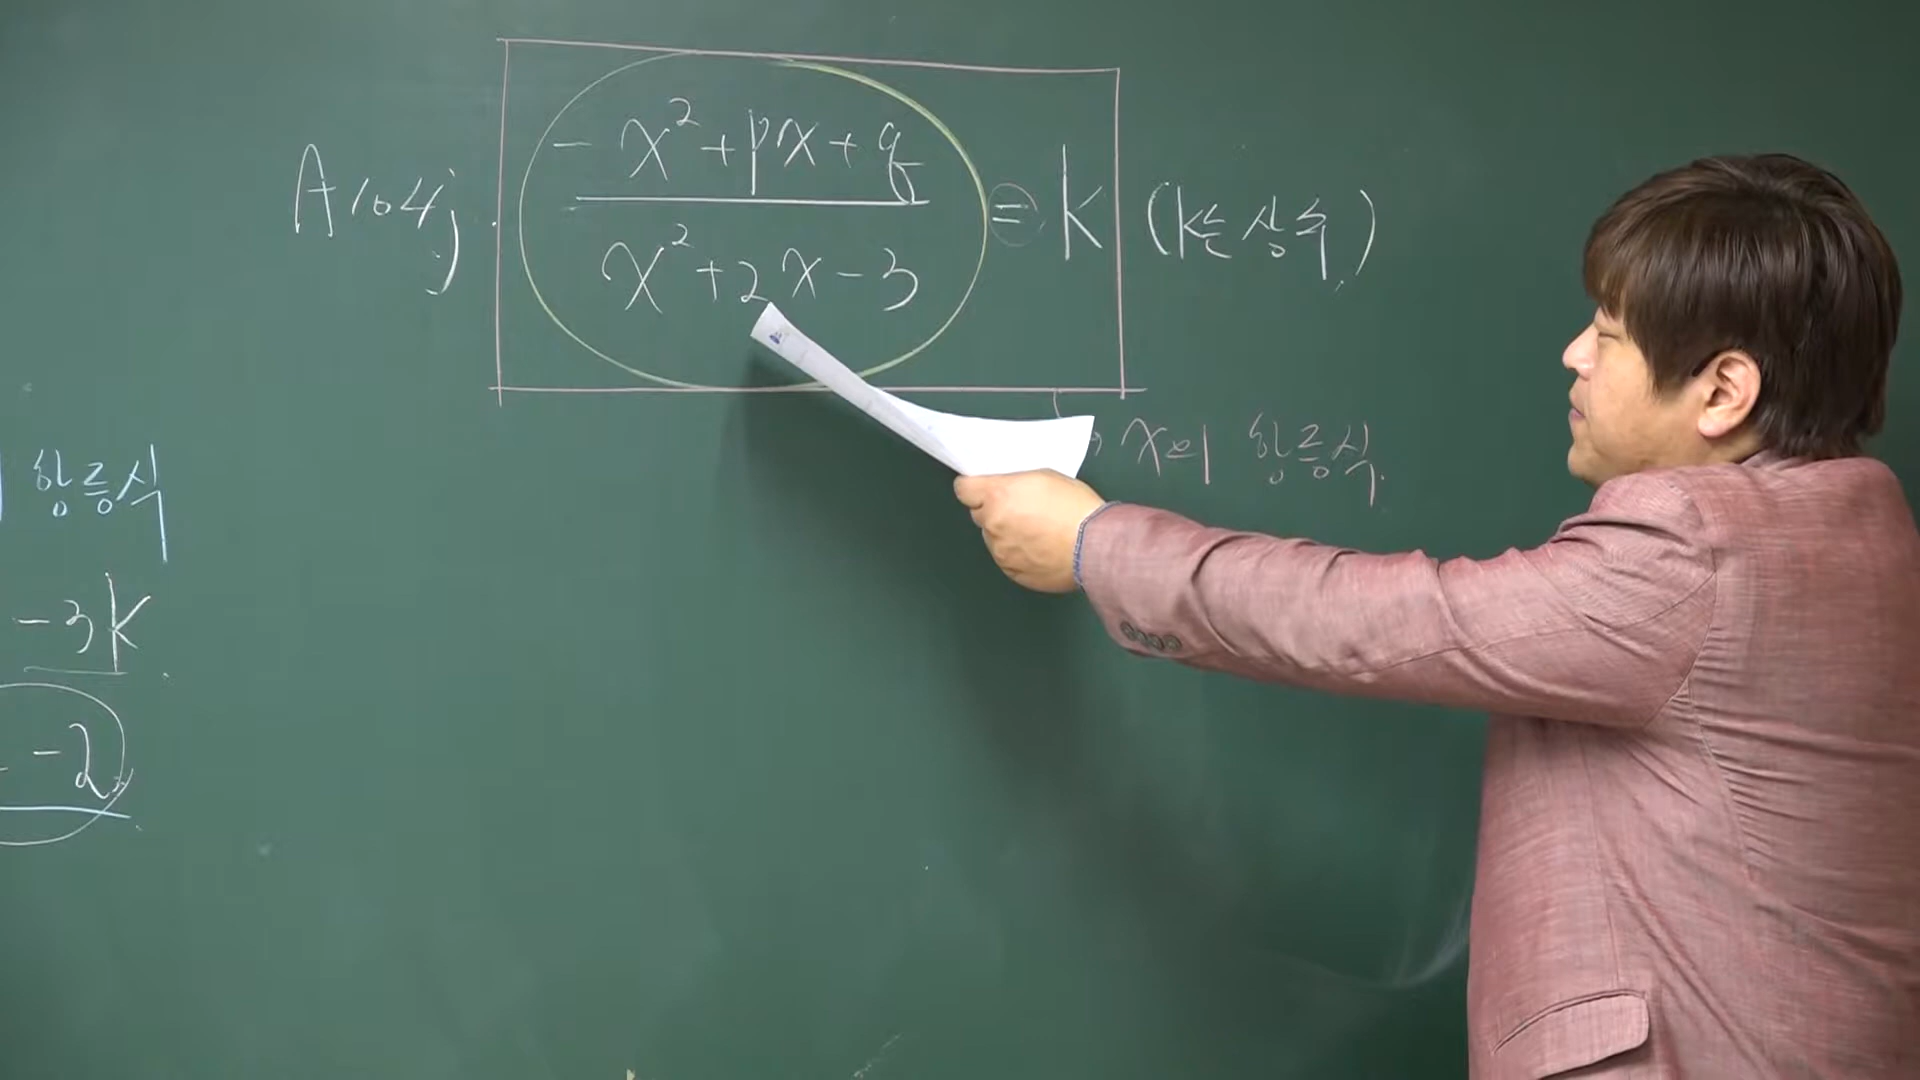 A104).
-x²+px+q
x²+2x-3
= K (K는 상수)
x의 항등식.
항등식
-3K
-2